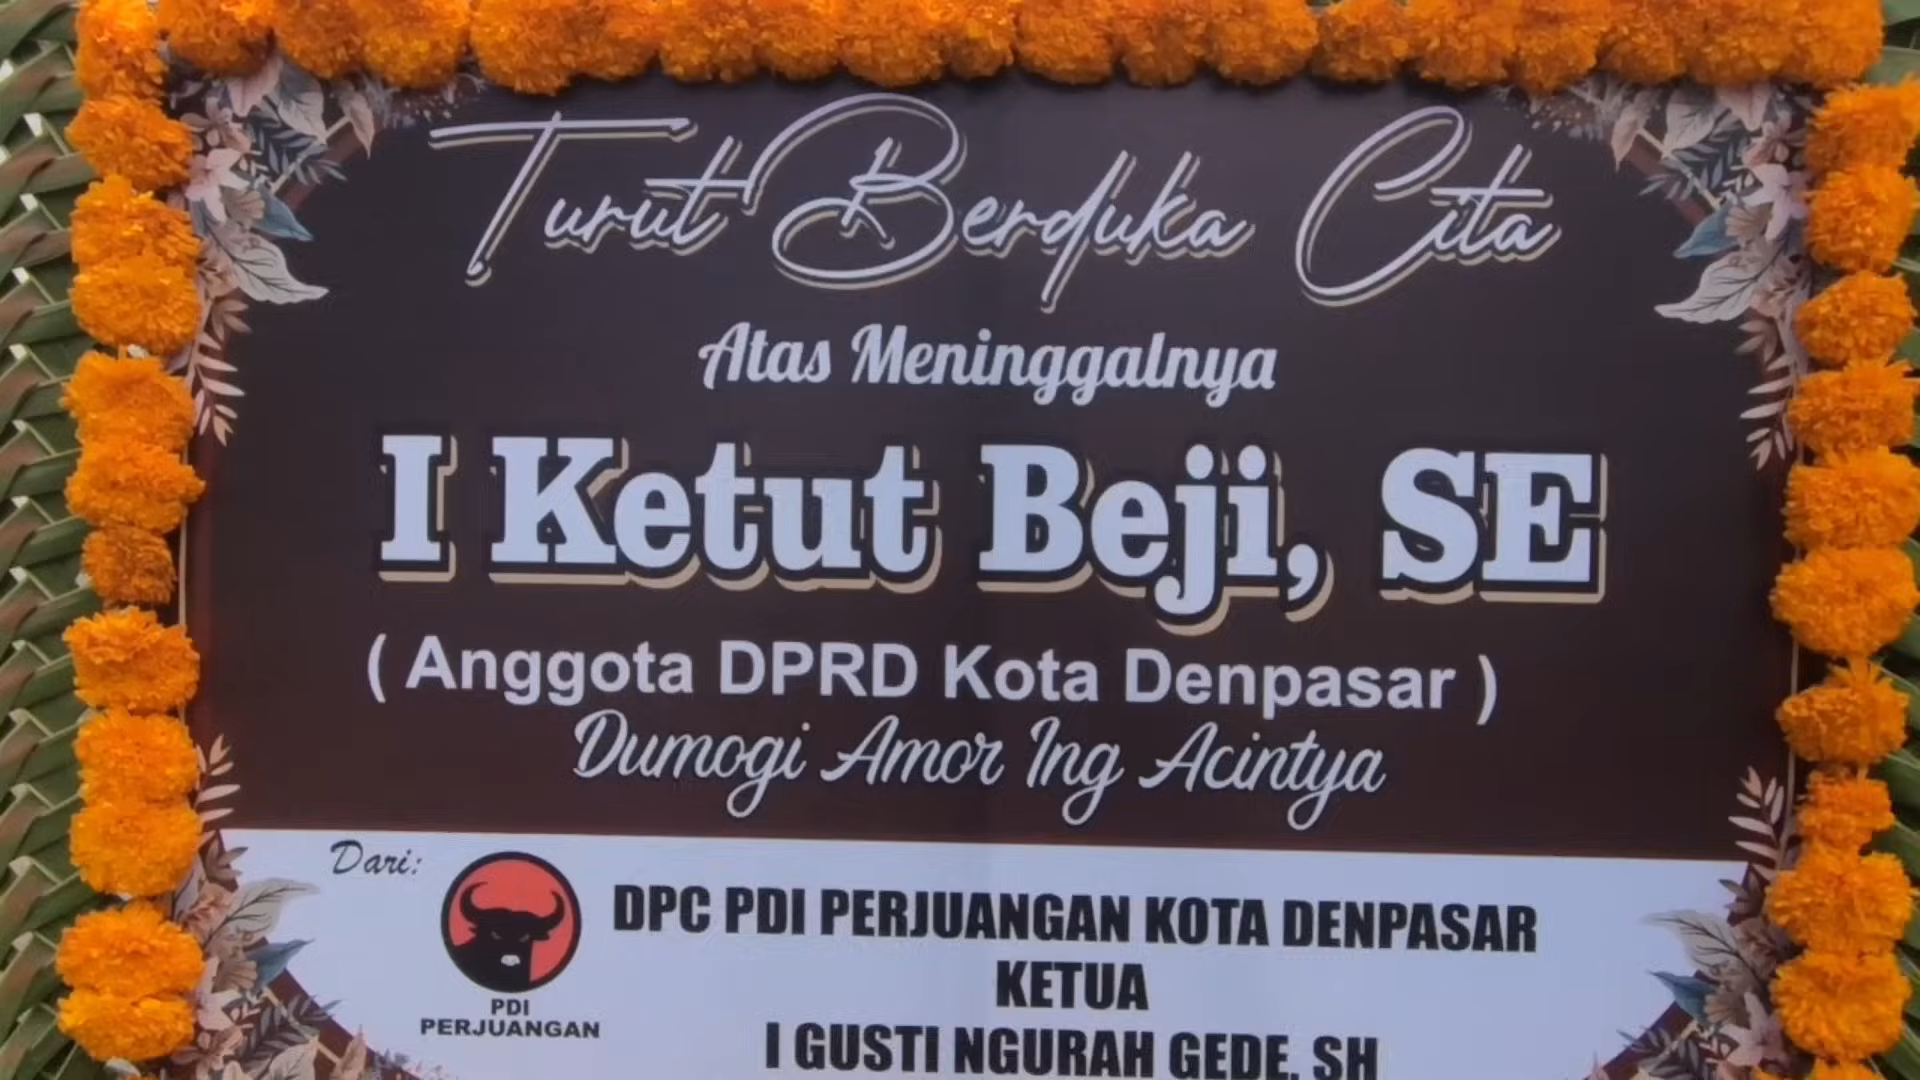 Turut Berduka Cita
Atas Meninggalnya
I Ketut Beji, SE
( Anggota DPRD Kota Denpasar )
Dumogi Amor Ing Acintya
Dari:
PDI
PERJUANGAN
DPC PDI PERJUANGAN KOTA DENPASAR
KETUA
I GUSTI NGURAH GEDE, SH